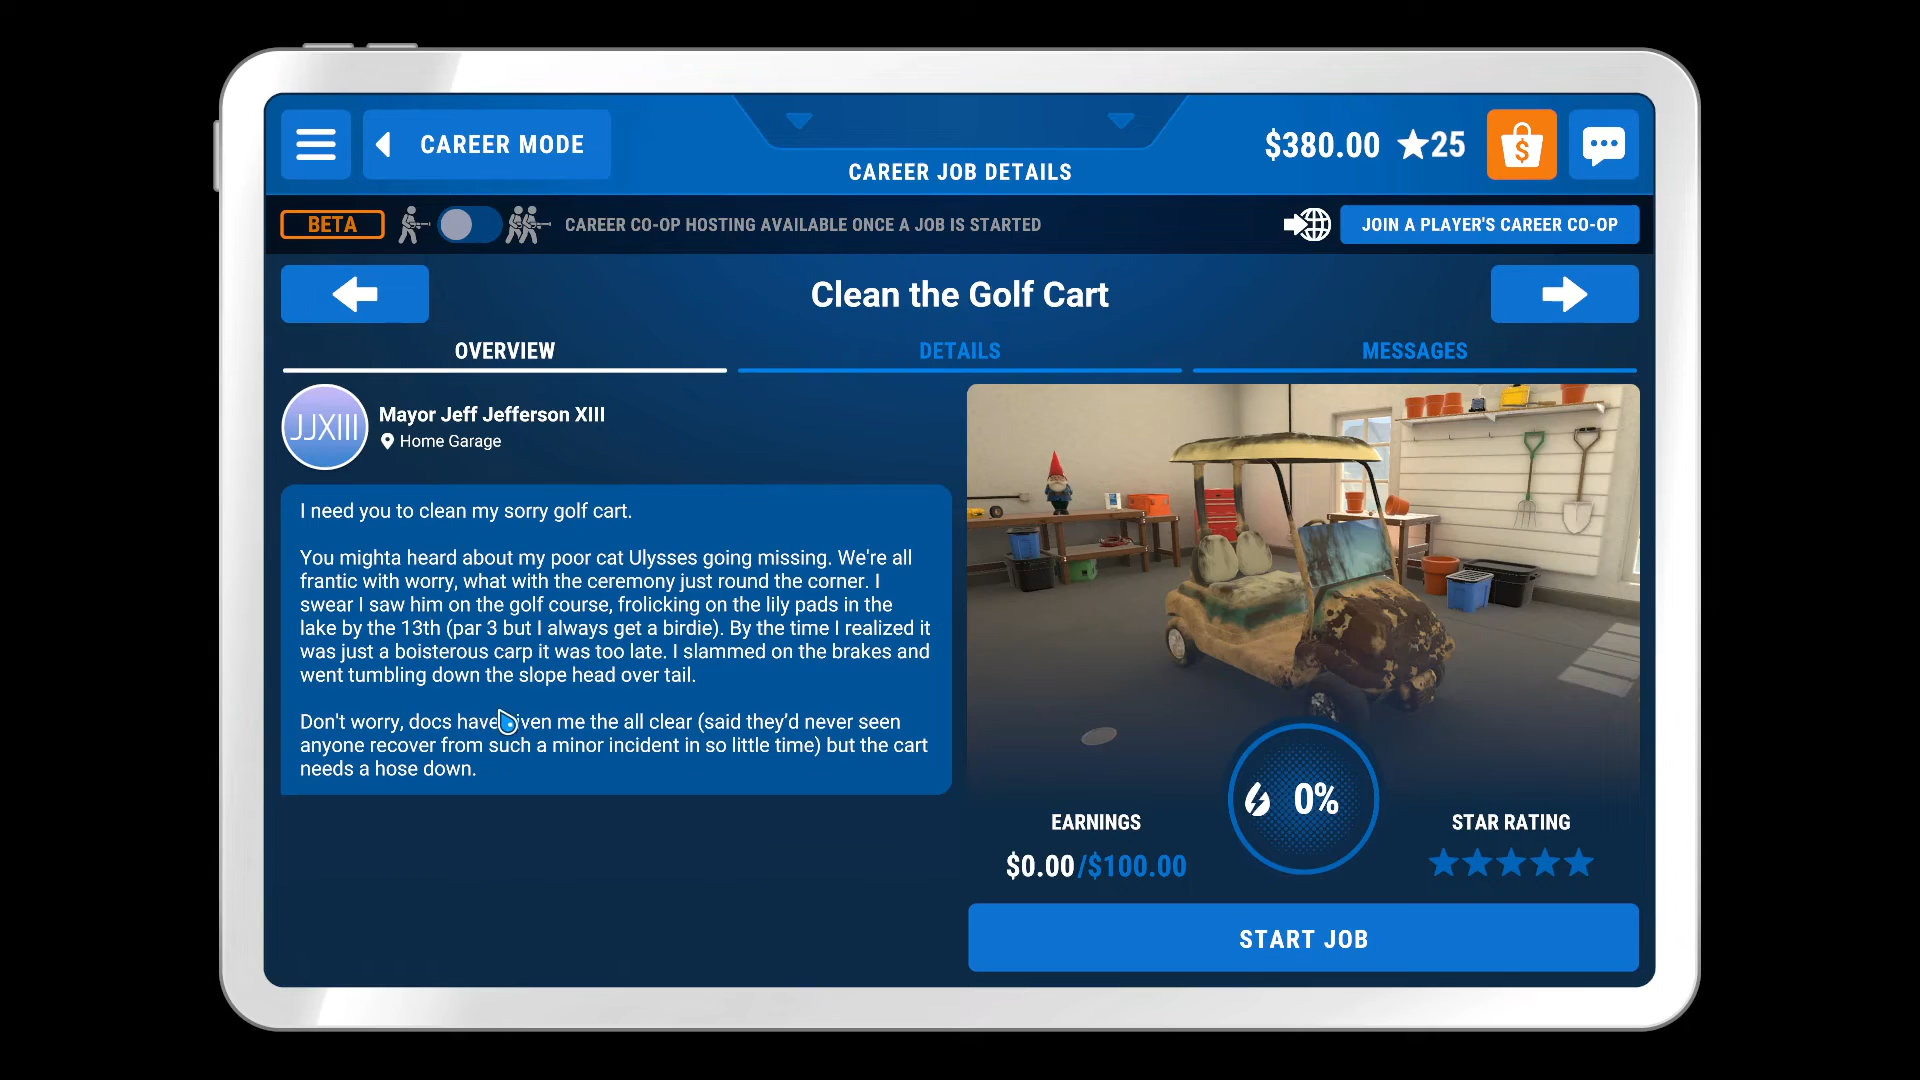 CAREER MODE
CAREER JOB DETAILS
$380.00 25
$
BETA
CAREER CO-OP HOSTING AVAILABLE ONCE A JOB IS STARTED
JOIN A PLAYER'S CAREER CO-OP
Clean the Golf Cart
OVERVIEW
DETAILS
MESSAGES
JJXIII
Mayor Jeff Jefferson XIII
Home Garage
I need you to clean my sorry golf cart.
You mighta heard about my poor cat Ulysses going missing. We're all
frantic with worry, what with the ceremony just round the corner. I
swear I saw him on the golf course, frolicking on the lily pads in the
lake by the 13th (par 3 but I always get a birdie). By the time I realized it
was just a boisterous carp it was too late. I slammed on the brakes and
went tumbling down the slope head over tail.
Don't worry, docs have given me the all clear (said they'd never seen
anyone recover from such a minor incident in so little time) but the cart
needs a hose down.
0%
EARNINGS
$0.00/$100.00
STAR RATING
START JOB